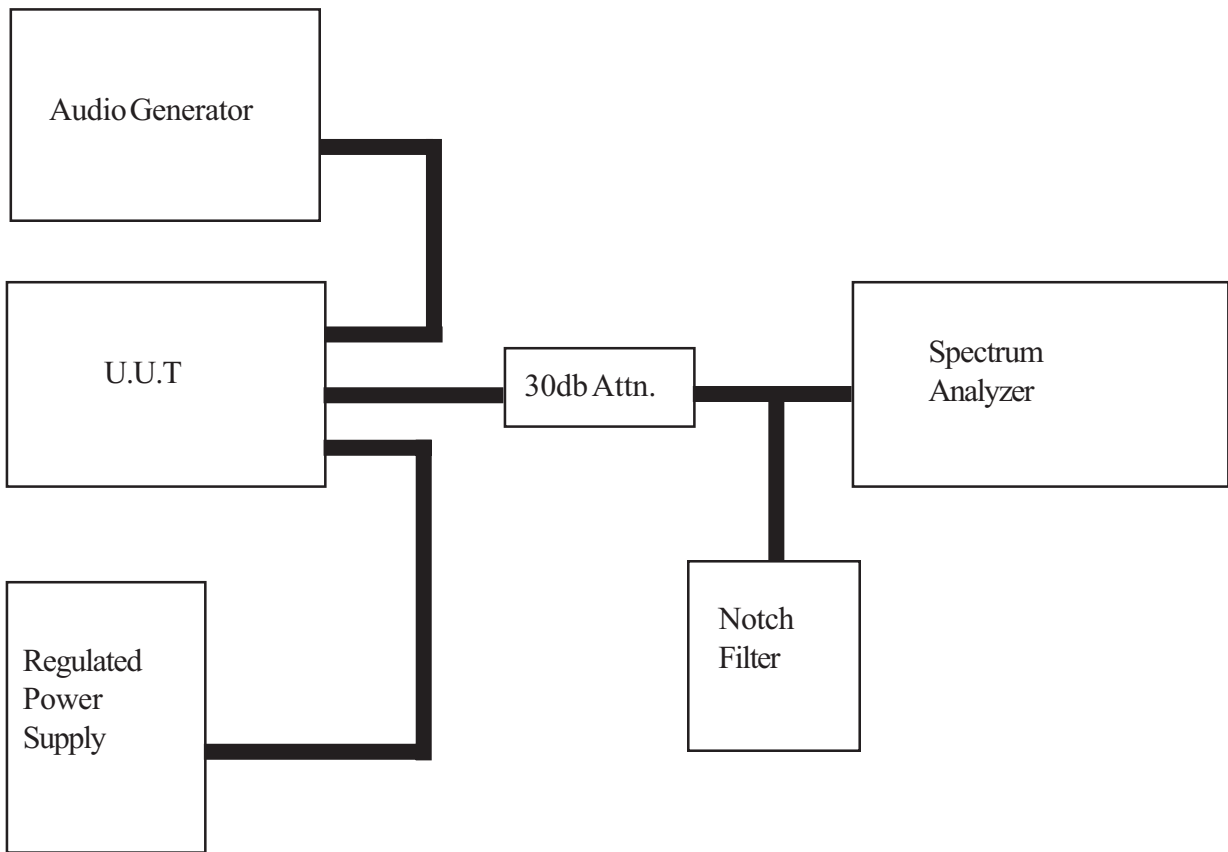 Audio Generator
U.U.T
30db Attn.
Spectrum
Analyzer
Notch
Filter
Regulated
Power
Supply